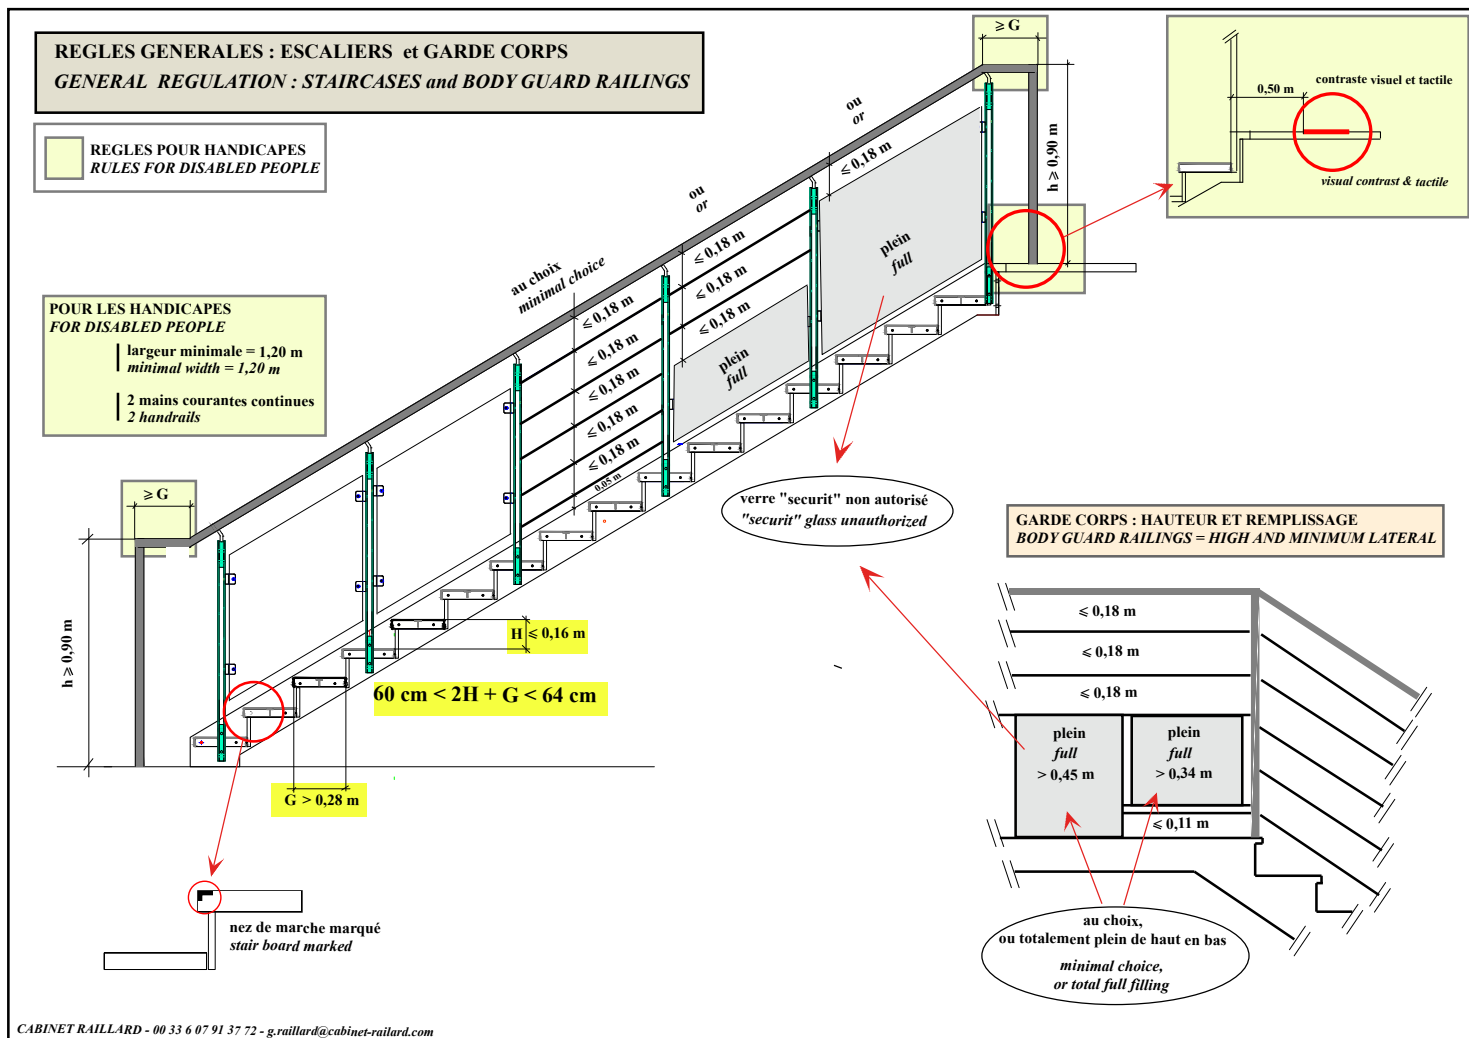 REGLES GENERALES : ESCALIERS et GARDE CORPS
GENERAL REGULATION : STAIRCASES and BODY GUARD RAILINGS
REGLES POUR HANDICAPES
RULES FOR DISABLED PEOPLE
POUR LES HANDICAPES
FOR DISABLED PEOPLE
largeur minimale = 1,20 m
minimal width = 1,20 m
2 mains courantes continues
2 handrails
≥ G
h ≥ 0,90 m
au choix
minimal choice
≤ 0,18 m
≤ 0,18 m
≤ 0,18 m
≤ 0,18 m
≤ 0,18 m
0,05 m
ou
or
≤ 0,18 m
≤ 0,18 m
≤ 0,18 m
plein
full
ou
or
≤ 0,18 m
plein
full
≥ G
h ≥ 0,90 m
contraste visuel et tactile
0,50 m
visual contrast & tactile
verre "securit" non autorisé
"securit" glass unauthorized
H ≤ 0,16 m
60 cm < 2H + G < 64 cm
G > 0,28 m
nez de marche marqué
stair board marked
GARDE CORPS : HAUTEUR ET REMPLISSAGE
BODY GUARD RAILINGS = HIGH AND MINIMUM LATERAL
≤ 0,18 m
≤ 0,18 m
≤ 0,18 m
plein
full
> 0,45 m
plein
full
> 0,34 m
≤ 0,11 m
au choix,
ou totalement plein de haut en bas
minimal choice,
or total full filling
CABINET RAILLARD - 00 33 6 07 91 37 72 - g.raillard@cabinet-railard.com